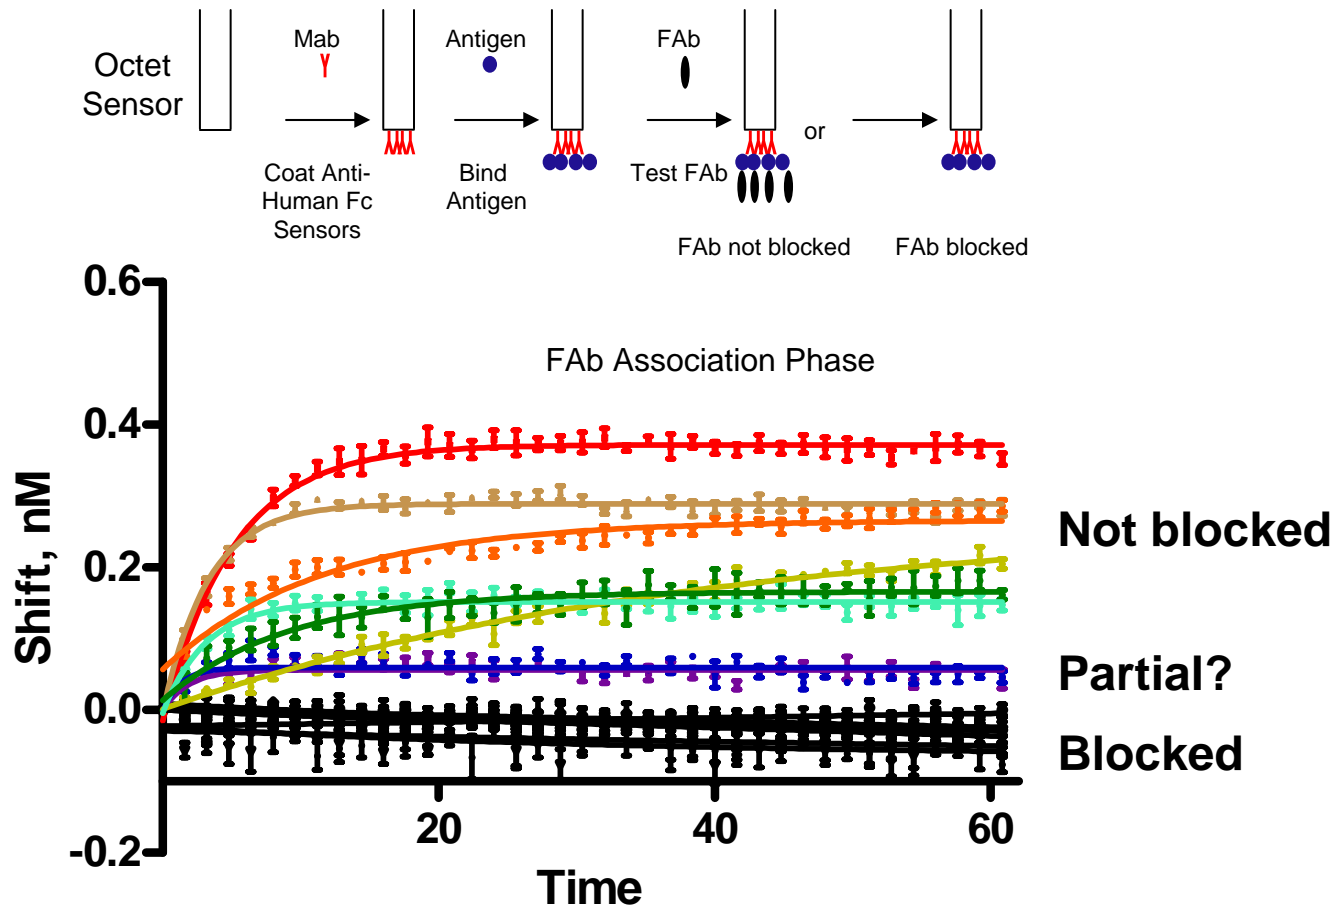 Octet
Sensor
Mab
Antigen
FAb
or
Coat Anti-
Human Fc
Sensors
Bind
Antigen
Test FAb
FAb not blocked
FAb blocked
FAb Association Phase
0.6
0.4
0.2
0.0
-0.2
Shift, nM
20
40
60
Time
Not blocked
Partial?
Blocked